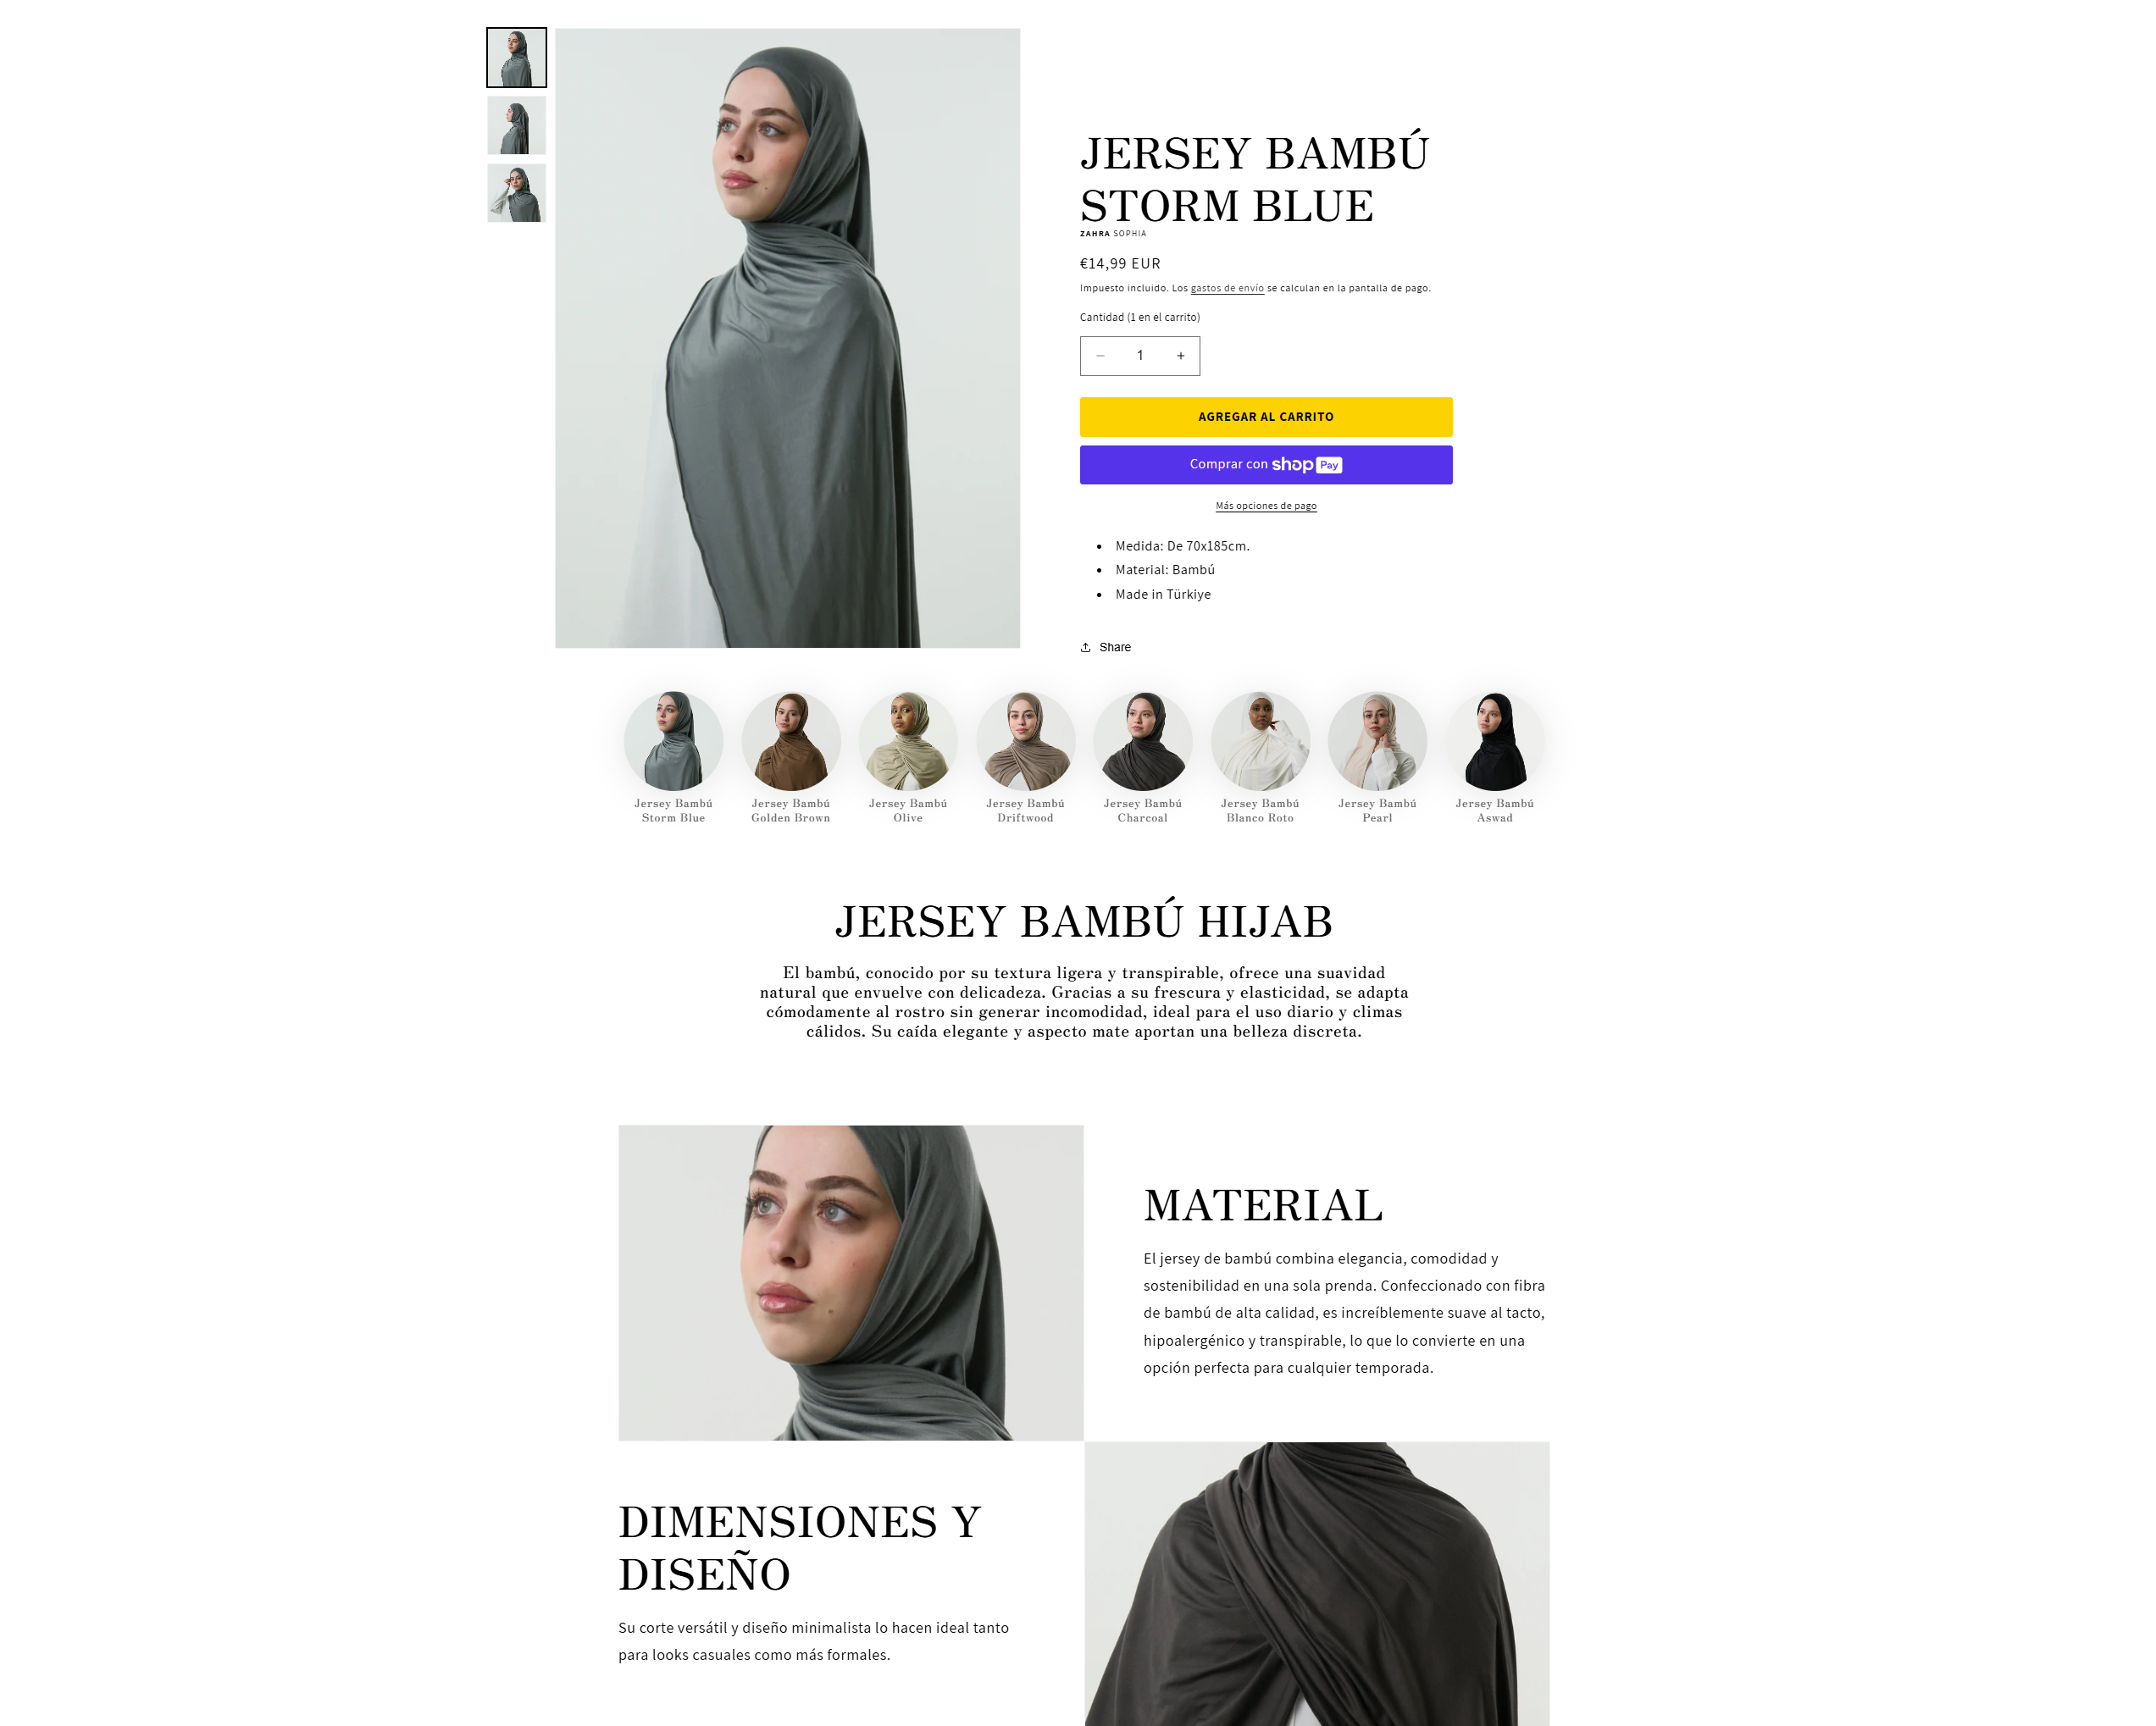 JERSEY BAMBÚ
STORM BLUE
ZAHRA SOPHIA
€14,99 EUR
Impuesto incluido. Los gastos de envío se calculan en la pantalla de pago.
Cantidad (1 en el carrito)
− 1 +
AGREGAR AL CARRITO
Comprar con shop Pay
Más opciones de pago
• Medida: De 70x185cm.
• Material: Bambú
• Made in Türkiye
Share
Jersey Bambú
Storm Blue
Jersey Bambú
Golden Brown
Jersey Bambú
Olive
Jersey Bambú
Driftwood
Jersey Bambú
Charcoal
Jersey Bambú
Blanco Roto
Jersey Bambú
Pearl
Jersey Bambú
Aswad
JERSEY BAMBÚ HIJAB
El bambú, conocido por su textura ligera y transpirable, ofrece una suavidad
natural que envuelve con delicadeza. Gracias a su frescura y elasticidad, se adapta
cómodamente al rostro sin generar incomodidad, ideal para el uso diario y climas
cálidos. Su caída elegante y aspecto mate aportan una belleza discreta.
MATERIAL
El jersey de bambú combina elegancia, comodidad y
sostenibilidad en una sola prenda. Confeccionado con fibra
de bambú de alta calidad, es increíblemente suave al tacto,
hipoalergénico y transpirable, lo que lo convierte en una
opción perfecta para cualquier temporada.
DIMENSIONES Y
DISEÑO
Su corte versátil y diseño minimalista lo hacen ideal tanto
para looks casuales como más formales.